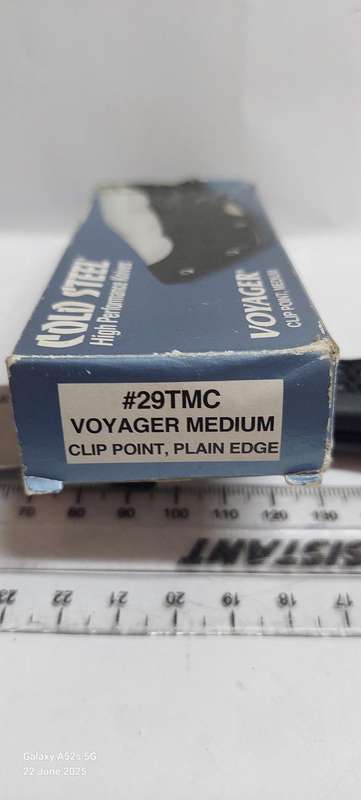 COLD STEEL
High Performance Knives
VOYAGER®
CLIP POINT, MEDIUM
#29TMC
VOYAGER MEDIUM
CLIP POINT, PLAIN EDGE
70 80 90 100 110 120 130
SISTANT
23 22 21 20 19 18 17
Galaxy A52s 5G
22 June 2025